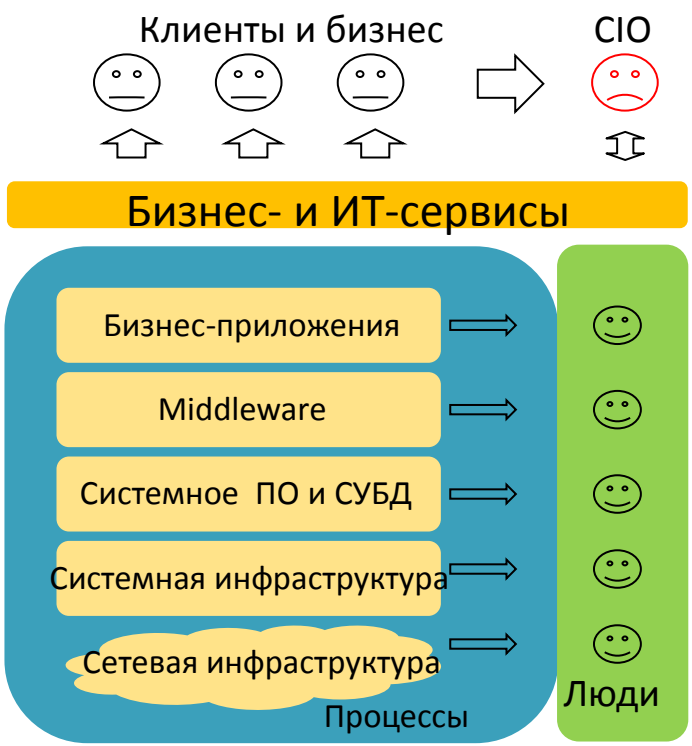 Клиенты и бизнес
CIO
Бизнес- и ИТ-сервисы
Бизнес-приложения
Middleware
Системное ПО и СУБД
Системная инфраструктура
Сетевая инфраструктура
Люди
Процессы